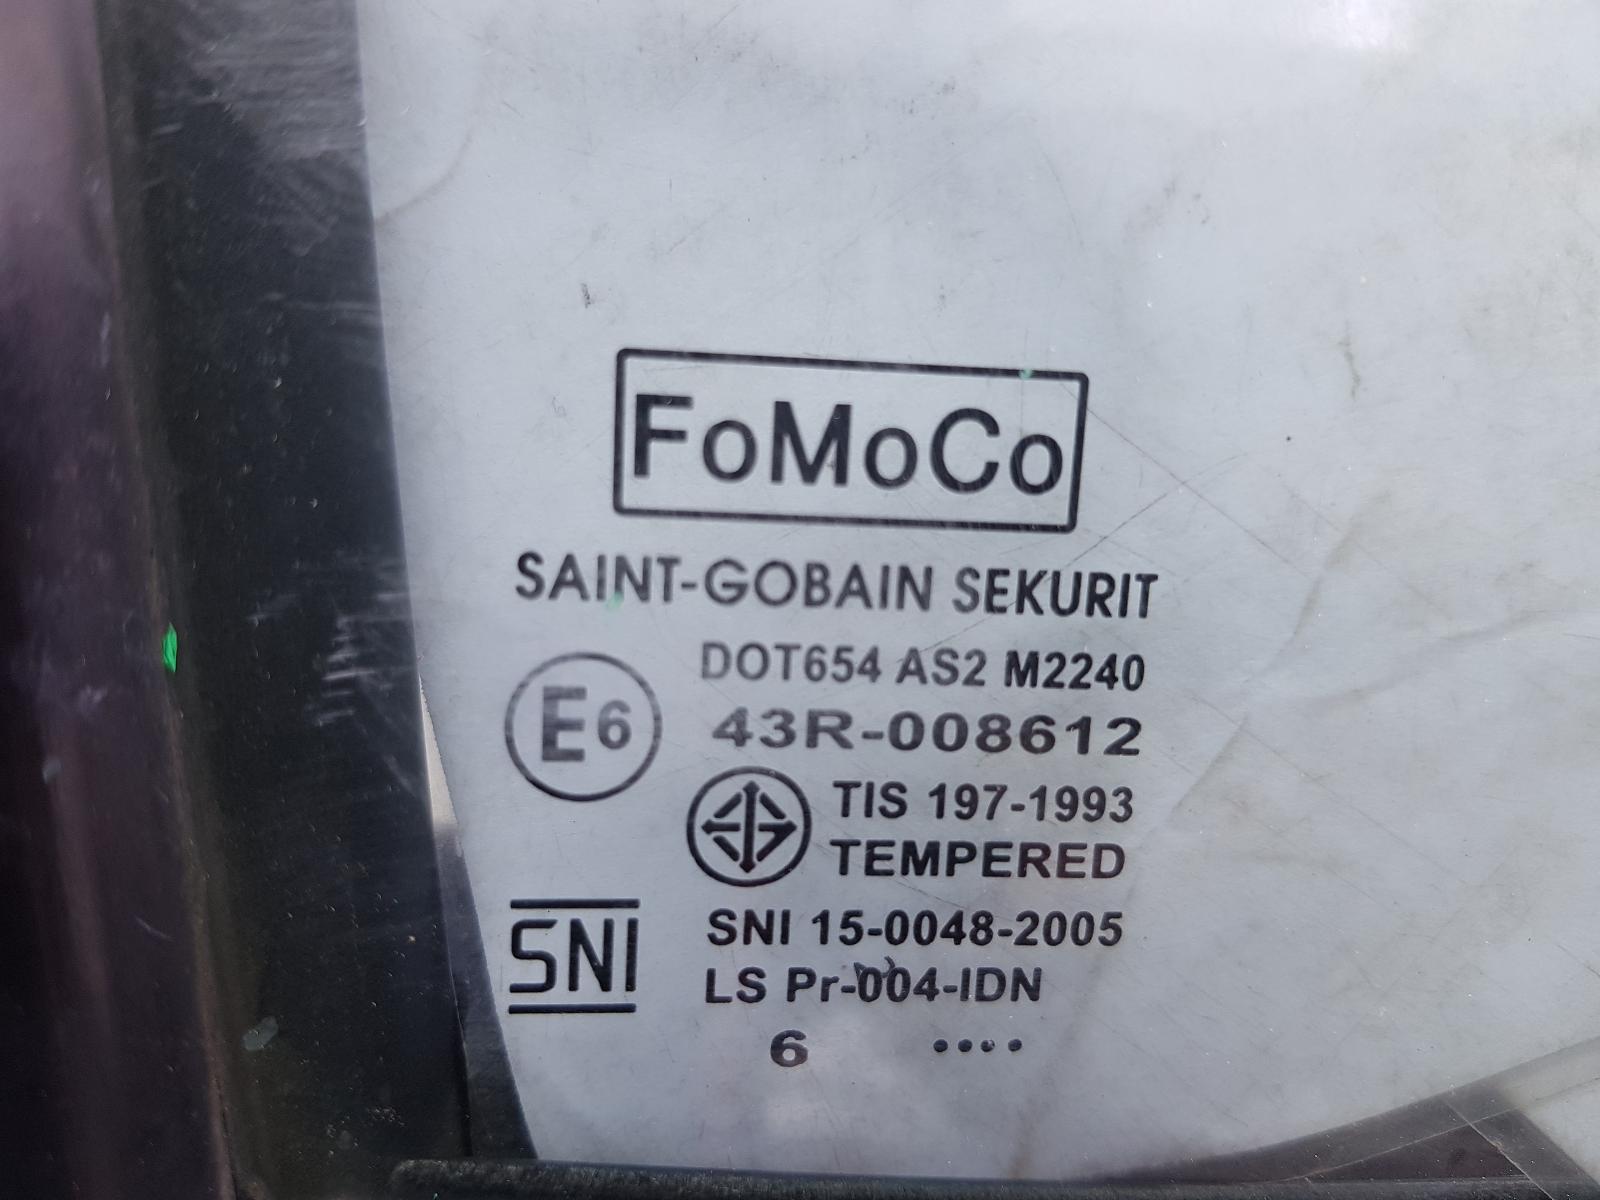 FoMoCo
SAINT-GOBAIN SEKURIT
DOT654 AS2 M2240
E6
43R-008612
TIS 197-1993
TEMPERED
SNI
SNI 15-0048-2005
LS Pr-004-IDN
6 ....